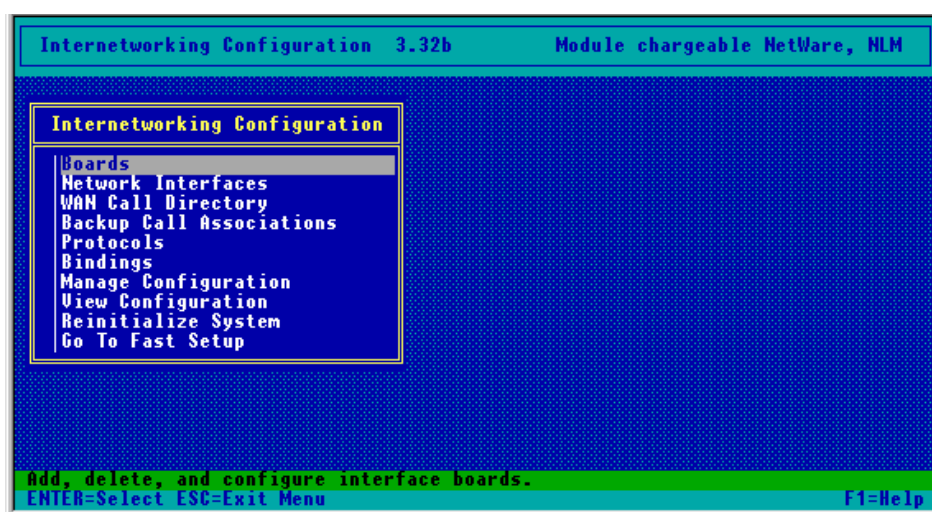 Internetworking Configuration 3.32b Module chargeable NetWare, NLM
Internetworking Configuration
Boards
Network Interfaces
WAN Call Directory
Backup Call Associations
Protocols
Bindings
Manage Configuration
View Configuration
Reinitialize System
Go To Fast Setup
Add, delete, and configure interface boards.
ENTER=Select ESC=Exit Menu F1=Help